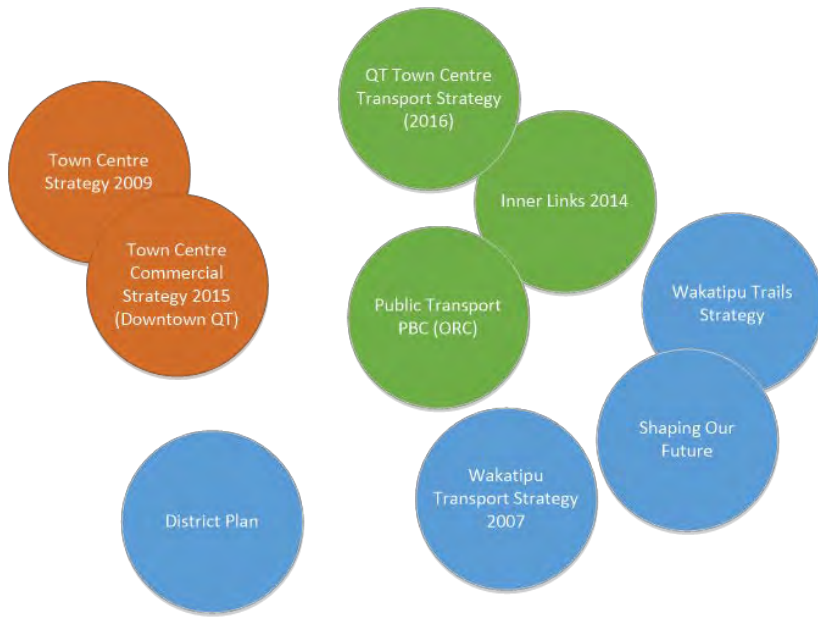 QT Town Centre
Transport Strategy
(2016)
Town Centre
Strategy 2009
Inner Links 2014
Town Centre
Commercial
Strategy 2015
(Downtown QT)
Public Transport
PBC (ORC)
Wakatipu Trails
Strategy
Shaping Our
Future
Wakatipu
Transport Strategy
2007
District Plan